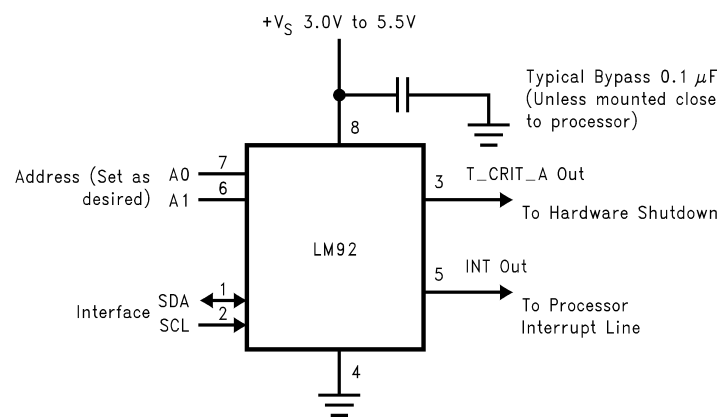 +VS 3.0V to 5.5V
Typical Bypass 0.1 μF
(Unless mounted close
to processor)
8
Address (Set as
desired)
A0 7
A1 6
3 T_CRIT_A Out
To Hardware Shutdown
LM92
5 INT Out
To Processor
Interrupt Line
Interface
SDA 1
SCL 2
4